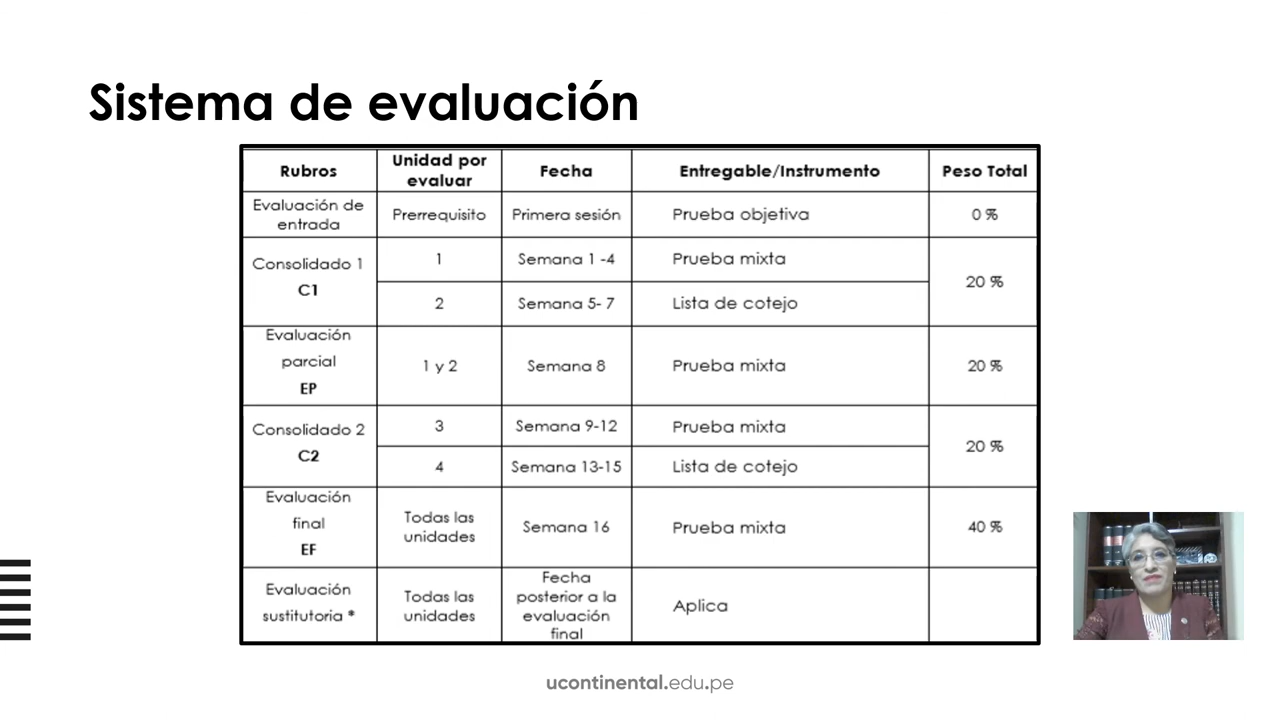 Sistema de evaluación
Rubros
Unidad por
evaluar
Fecha
Entregable/Instrumento
Peso Total
Evaluación de
entrada
Prerrequisito
Primera sesión
Prueba objetiva
0 %
Consolidado 1
C1
1
Semana 1 -4
Prueba mixta
20 %
2
Semana 5- 7
Lista de cotejo
Evaluación
parcial
EP
1 y 2
Semana 8
Prueba mixta
20 %
Consolidado 2
C2
3
Semana 9-12
Prueba mixta
20 %
4
Semana 13-15
Lista de cotejo
Evaluación
final
EF
Todas las
unidades
Semana 16
Prueba mixta
40 %
Evaluación
sustitutoria *
Todas las
unidades
Fecha
posterior a la
evaluación
final
Aplica
ucontinental.edu.pe